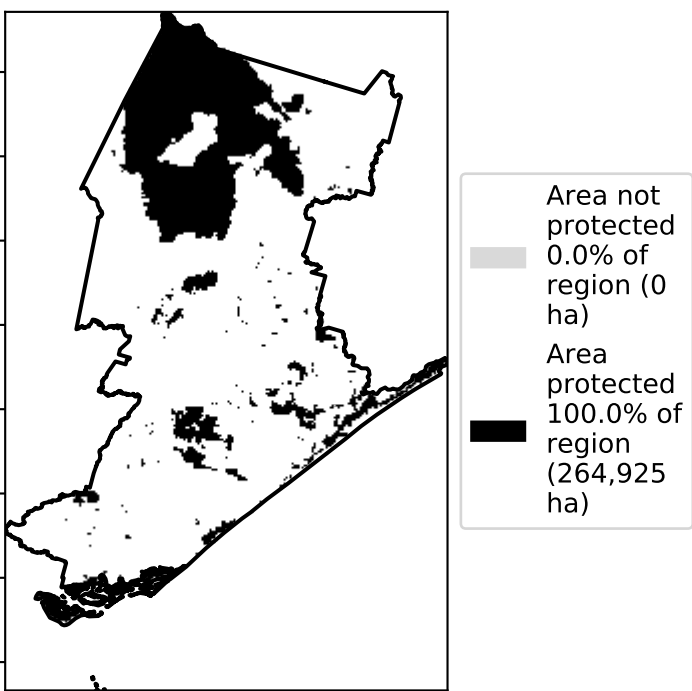 Area not
protected
0.0% of
region (0
ha)
Area
protected
100.0% of
region
(264,925
ha)